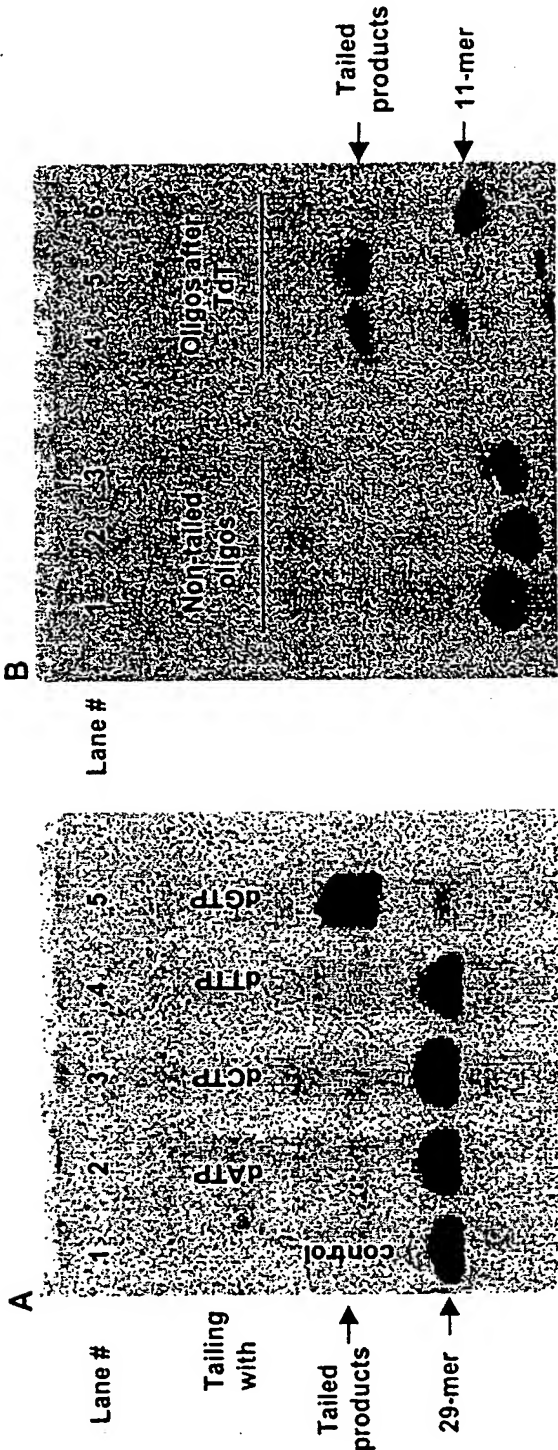 A
Lane #
1 2 3 4 5
Tailing
with
control dATP dCTP dTTP dGTP
Tailed
products
29-mer
B
Lane #
1 2 3 4 5 6
Non-tailed
oligos
Oligos after
TdT
Tailed
products
11-mer